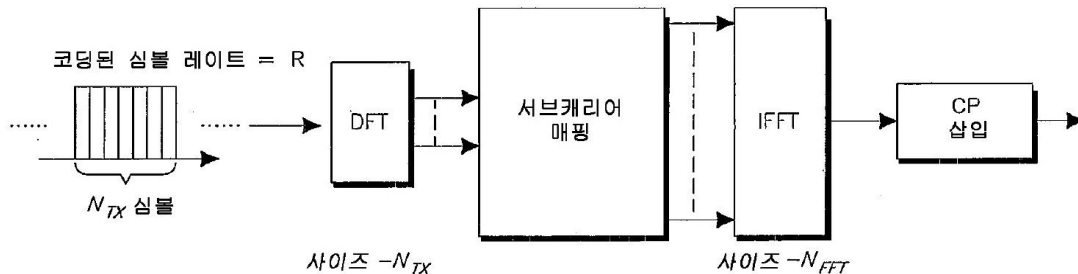 코딩된 심볼 레이트 = R
DFT
서브캐리어
매핑
IFFT
CP
삽입
N_TX 심볼
사이즈 -N_TX
사이즈 -N_FFT